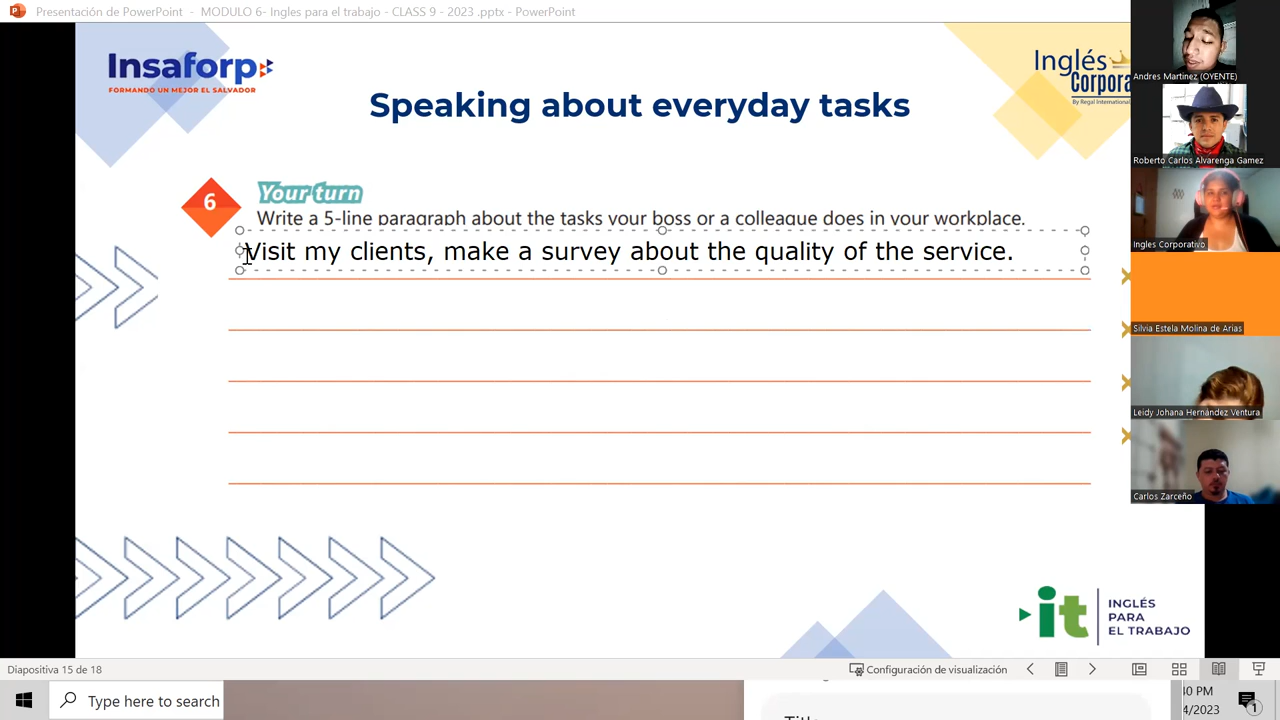 Presentación de PowerPoint - MODULO 6- Ingles para el trabajo - CLASS 9 - 2023 .pptx - PowerPoint
Insaforp
FORMANDO UN MEJOR EL SALVADOR
Inglés
By Regal International
Speaking about everyday tasks
6
Your turn
Write a 5-line paragraph about the tasks your boss or a colleague does in your workplace.
Visit my clients, make a survey about the quality of the service.
it
INGLÉS
PARA
EL TRABAJO
Andres Martinez (OYENTE)
Roberto Carlos Alvarenga Gamez
Ingles Corporativo
Silvia Estela Molina de Arias
Leidy Johana Hernández Ventura
Carlos Zarceño
Diapositiva 15 de 18
Configuración de visualización
Type here to search
1